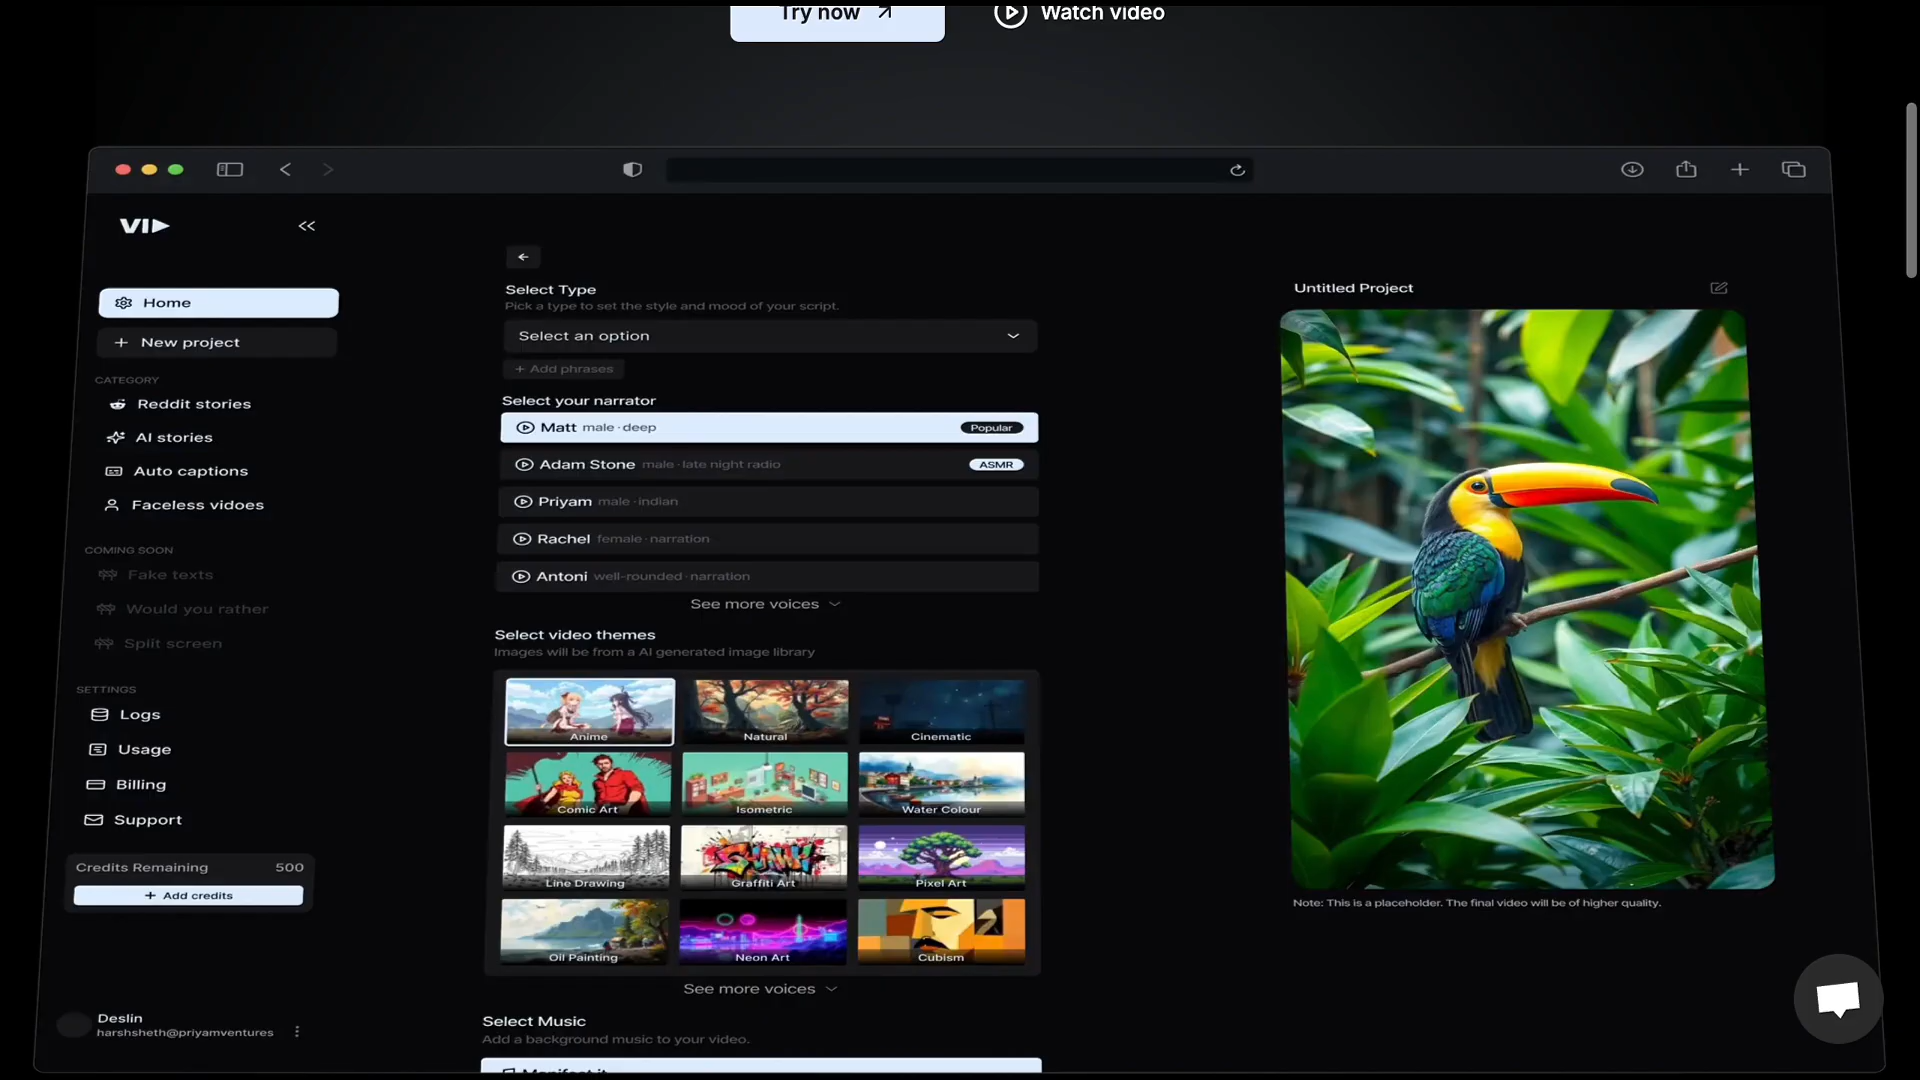 Try now
Watch video
VI
Home
New project
CATEGORY
Reddit stories
AI stories
Auto captions
Faceless vidoes
COMING SOON
Fake texts
Would you rather
Split screen
SETTINGS
Logs
Usage
Billing
Support
Credits Remaining 500
+ Add credits
Deslin
harshsheth@priyamventures
Select Type
Pick a type to set the style and mood of your script.
Select an option
+ Add phrases
Select your narrator
Matt male · deep Popular
Adam Stone male · late night radio ASMR
Priyam male · indian
Rachel female · narration
Antoni well-rounded · narration
See more voices
Select video themes
Images will be from a AI generated image library
Anime Natural Cinematic
Comic Art Isometric Water Colour
Line Drawing Graffiti Art Pixel Art
Oil Painting Neon Art Cubism
See more voices
Select Music
Add a background music to your video.
Manifest it
Untitled Project
Note: This is a placeholder. The final video will be of higher quality.